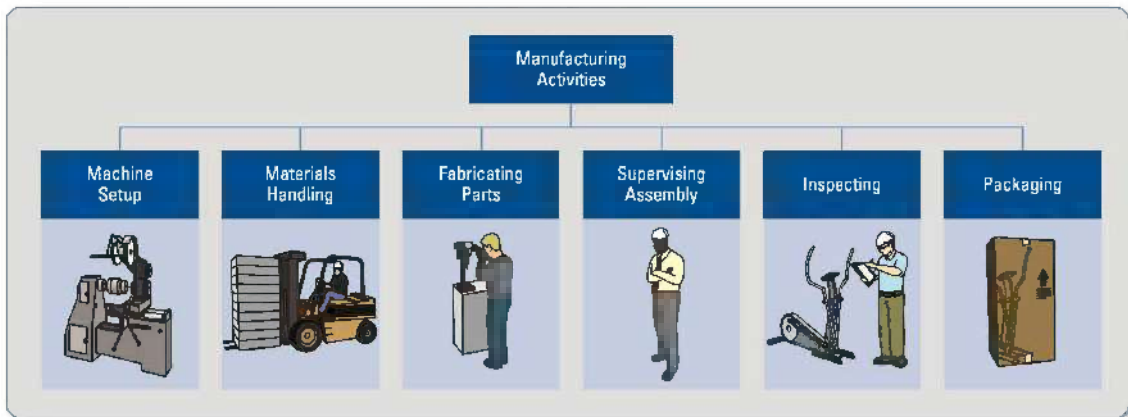 Manufacturing
Activities
Machine
Setup
Materials
Handling
Fabricating
Parts
Supervising
Assembly
Inspecting
Packaging